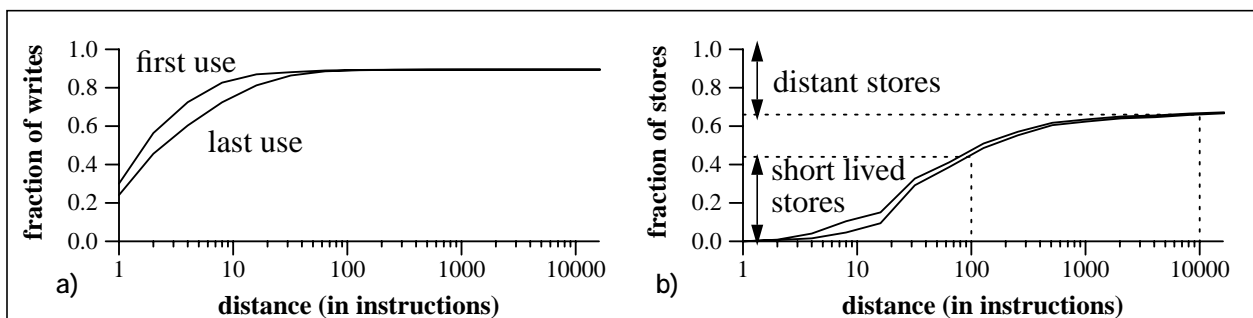 fraction of writes
1.0
0.8
0.6
0.4
0.2
0.0
first use
last use
1
10
100
1000
10000
a)
distance (in instructions)
fraction of stores
1.0
0.8
0.6
0.4
0.2
0.0
distant stores
short lived
stores
1
10
100
1000
10000
b)
distance (in instructions)